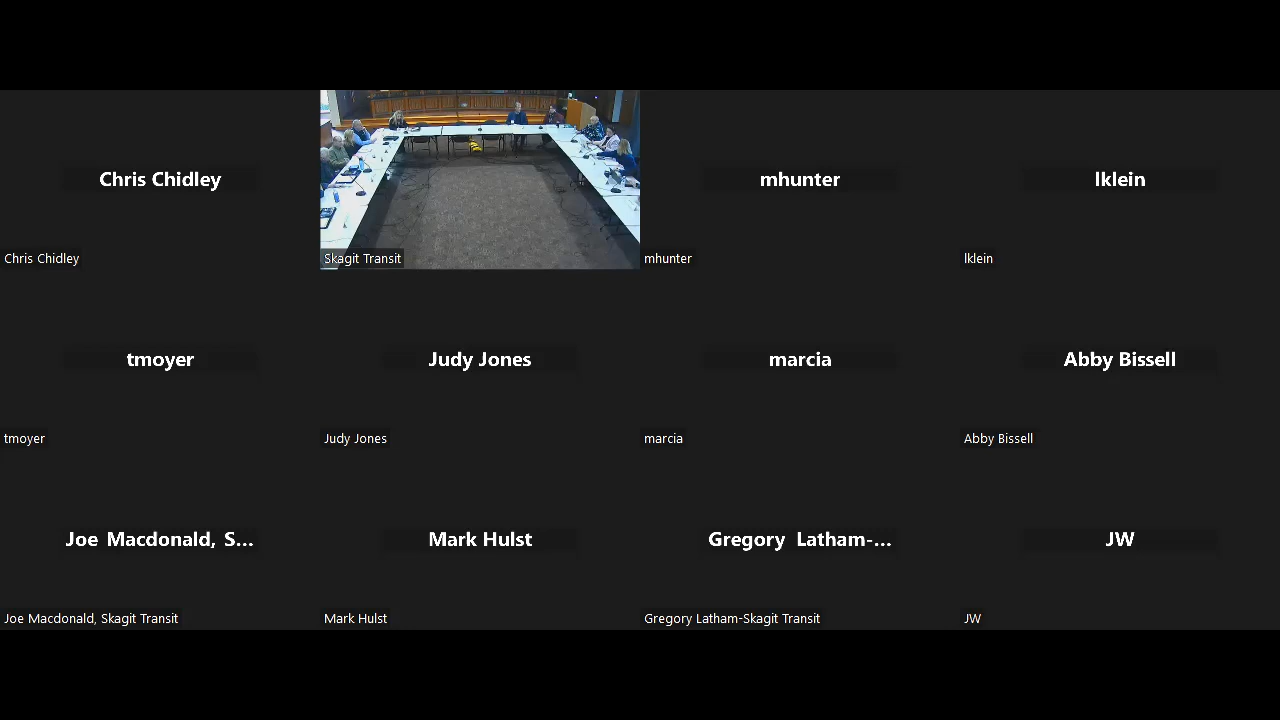 Chris Chidley
mhunter
lklein
Chris Chidley
Skagit Transit
mhunter
lklein
tmoyer
Judy Jones
marcia
Abby Bissell
tmoyer
Judy Jones
marcia
Abby Bissell
Joe Macdonald, S...
Mark Hulst
Gregory Latham-...
JW
Joe Macdonald, Skagit Transit
Mark Hulst
Gregory Latham-Skagit Transit
JW